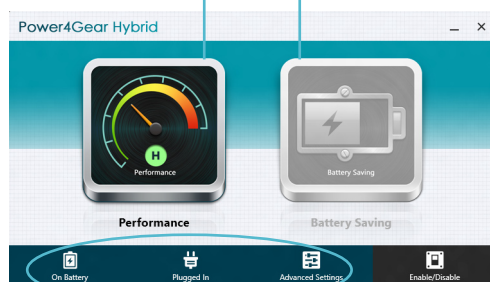 Power4Gear Hybrid
H
Performance
Battery Saving
Performance
Battery Saving
On Battery
Plugged In
Advanced Settings
Enable/Disable